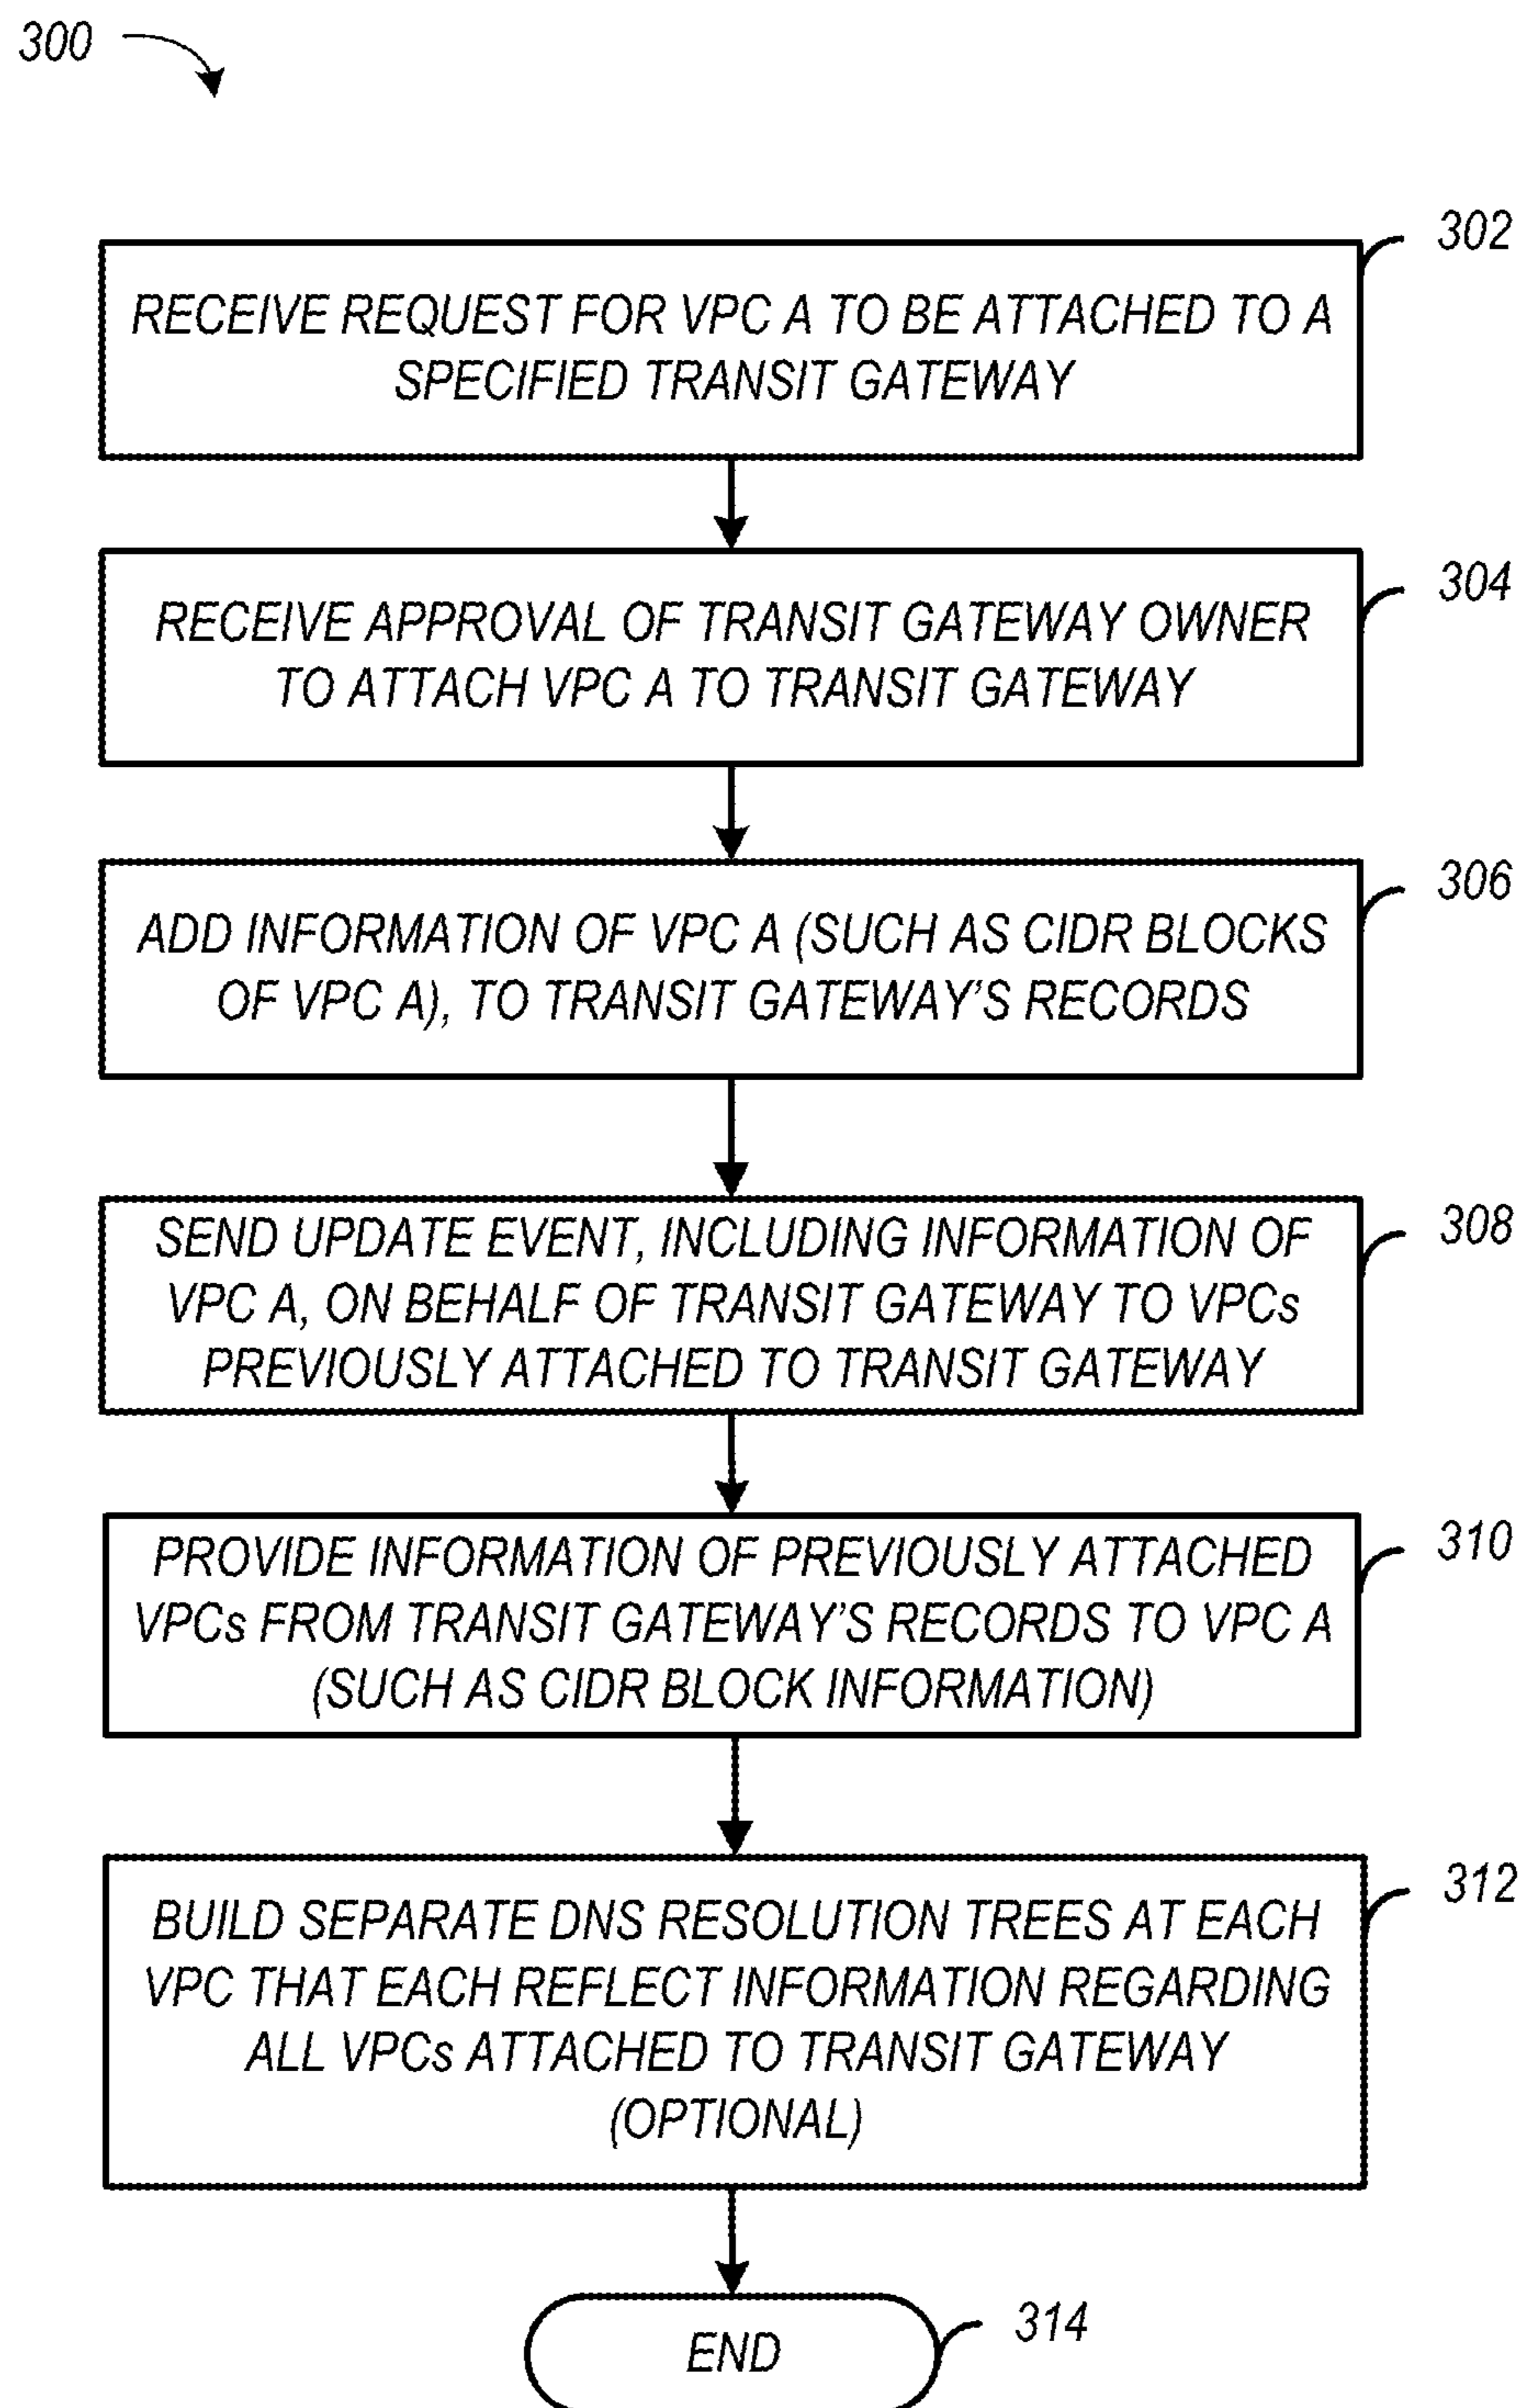 300
302
RECEIVE REQUEST FOR VPC A TO BE ATTACHED TO A
SPECIFIED TRANSIT GATEWAY
304
RECEIVE APPROVAL OF TRANSIT GATEWAY OWNER
TO ATTACH VPC A TO TRANSIT GATEWAY
306
ADD INFORMATION OF VPC A (SUCH AS CIDR BLOCKS
OF VPC A), TO TRANSIT GATEWAY'S RECORDS
308
SEND UPDATE EVENT, INCLUDING INFORMATION OF
VPC A, ON BEHALF OF TRANSIT GATEWAY TO VPCs
PREVIOUSLY ATTACHED TO TRANSIT GATEWAY
310
PROVIDE INFORMATION OF PREVIOUSLY ATTACHED
VPCs FROM TRANSIT GATEWAY'S RECORDS TO VPC A
(SUCH AS CIDR BLOCK INFORMATION)
312
BUILD SEPARATE DNS RESOLUTION TREES AT EACH
VPC THAT EACH REFLECT INFORMATION REGARDING
ALL VPCs ATTACHED TO TRANSIT GATEWAY
(OPTIONAL)
314
END